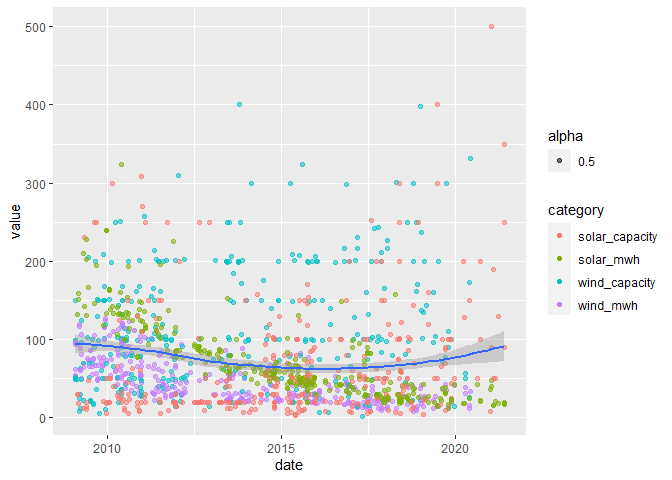 500
400
300
200
100
0
value
2010
2015
2020
date
alpha
0.5
category
solar_capacity
solar_mwh
wind_capacity
wind_mwh